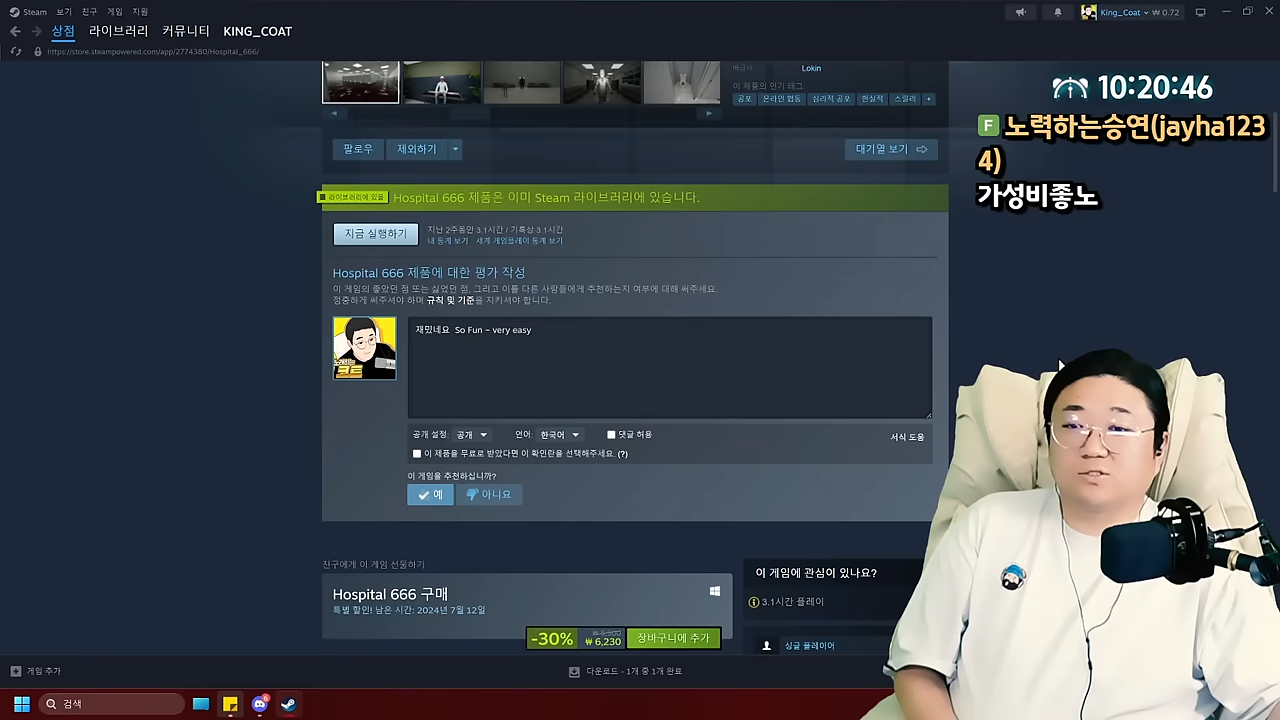 Steam 보기 친구 게임 지원
King_Coat ₩ 0.72
상점 라이브러리 커뮤니티 KING_COAT
https://store.steampowered.com/app/2774380/Hospital_666/
배급사: Lokin
이 제품의 인기 태그:
공포 온라인 협동 심리적 공포 현실적 스릴러 +
10:20:46
F 노력하는승연(jayha123
4)
가성비좋노
팔로우 제외하기 대기열 보기
라이브러리에 있음 Hospital 666 제품은 이미 Steam 라이브러리에 있습니다.
지금 실행하기
지난 2주동안 3.1시간 / 기록상 3.1시간
내 통계 보기 세계 게임플레이 통계 보기
Hospital 666 제품에 대한 평가 작성
이 게임의 좋았던 점 또는 싫었던 점, 그리고 이를 다른 사람들에게 추천하는지 여부에 대해 써주세요.
정중하게 써주셔야 하며 규칙 및 기준을 지키셔야 합니다.
재밌네요 So Fun ~ very easy
공개 설정: 공개 언어: 한국어 댓글 허용 서식 도움
이 제품을 무료로 받았다면 이 확인란을 선택해주세요. (?)
이 게임을 추천하십니까?
예 아니요
친구에게 이 게임 선물하기
Hospital 666 구매
특별 할인! 남은 시간: 2024년 7월 12일
-30% ₩ 8,900 ₩ 6,230 장바구니에 추가
이 게임에 관심이 있나요?
3.1시간 플레이
싱글 플레이어
게임 추가 다운로드 - 1개 중 1개 완료
검색